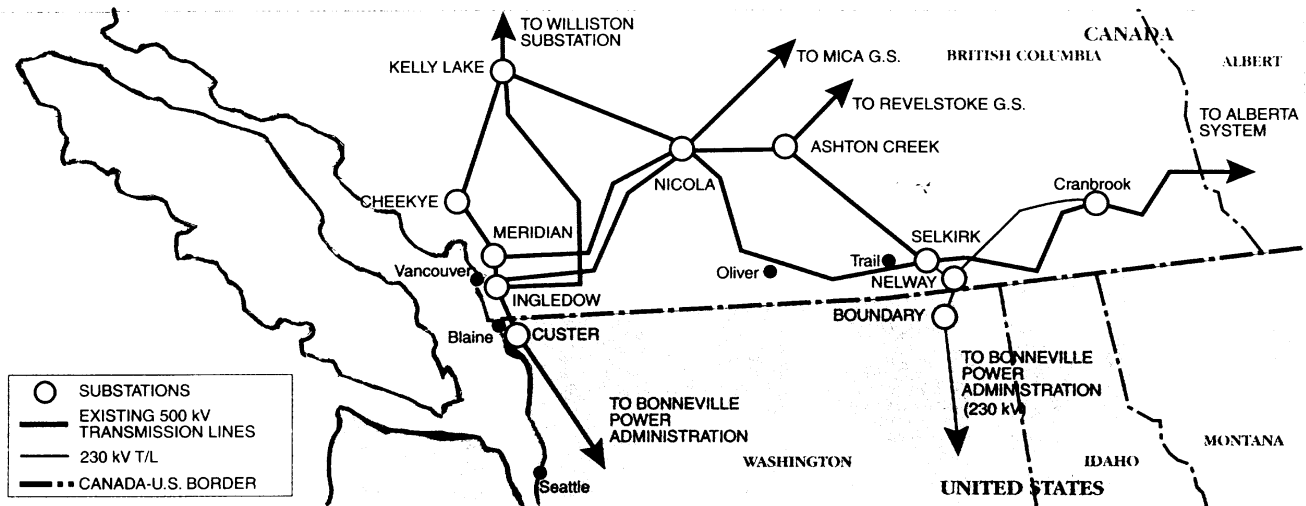 TO WILLISTON
SUBSTATION
CANADA
BRITISH COLUMBIA
ALBERT
KELLY LAKE
TO MICA G.S.
TO REVELSTOKE G.S.
TO ALBERTA
SYSTEM
ASHTON CREEK
NICOLA
Cranbrook
CHEEKYE
MERIDIAN
SELKIRK
Vancouver
Oliver
Trail
NELWAY
INGLEDOW
BOUNDARY
Blaine
CUSTER
TO BONNEVILLE
POWER
ADMINISTRATION
(230 kV)
TO BONNEVILLE
POWER
ADMINISTRATION
SUBSTATIONS
EXISTING 500 kV
TRANSMISSION LINES
230 kV T/L
CANADA-U.S. BORDER
WASHINGTON
IDAHO
MONTANA
Seattle
UNITED STATES